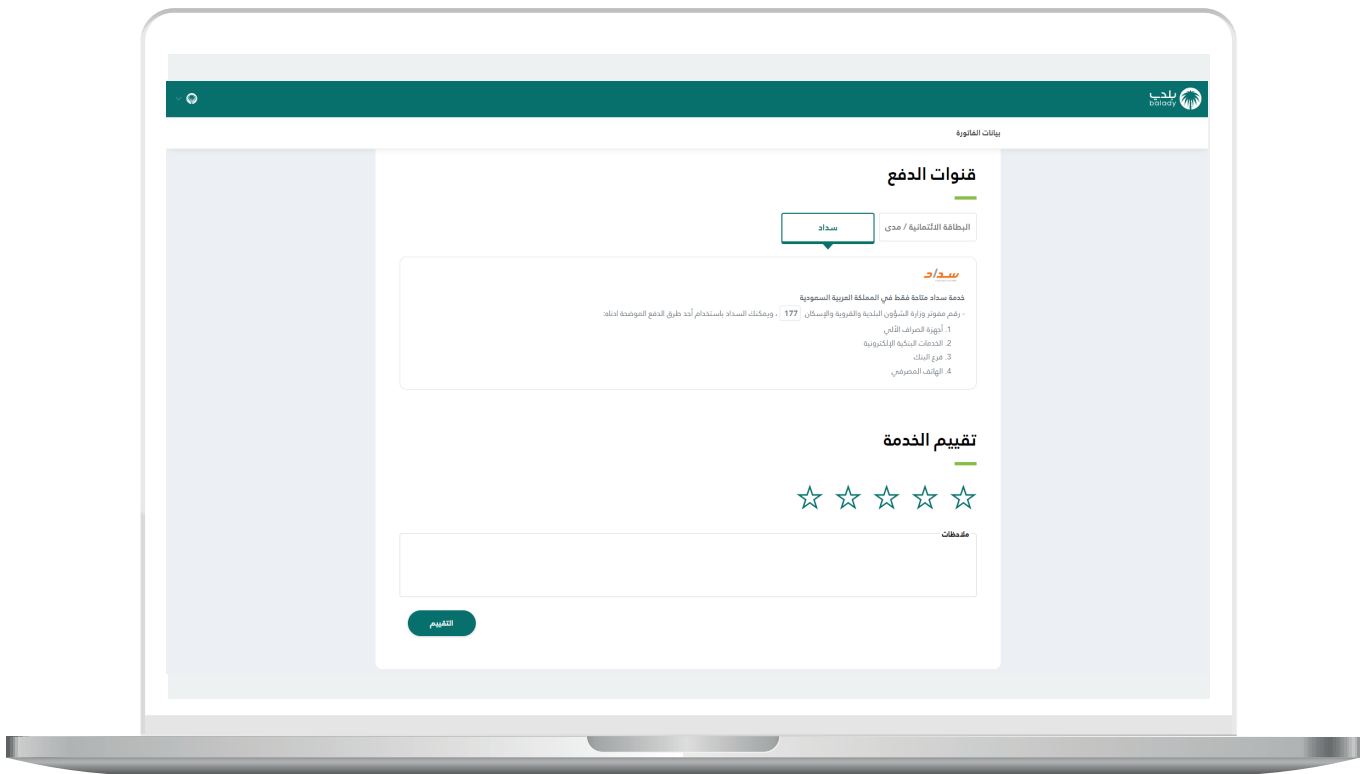 بلدي
balady
بيانات الفاتورة
قنوات الدفع
البطاقة الائتمانية / مدى
سداد
سداد
خدمة سداد متاحة فقط في المملكة العربية السعودية
- رقم مفوتر وزارة الشؤون البلدية والقروية والإسكان 177 ، ويمكنك السداد باستخدام أحد طرق الدفع الموضحة ادناه:
1. أجهزة الصراف الآلي
2. الخدمات البنكية الإلكترونية
3. فرع البنك
4. الهاتف المصرفي
تقييم الخدمة
ملاحظات
التقييم